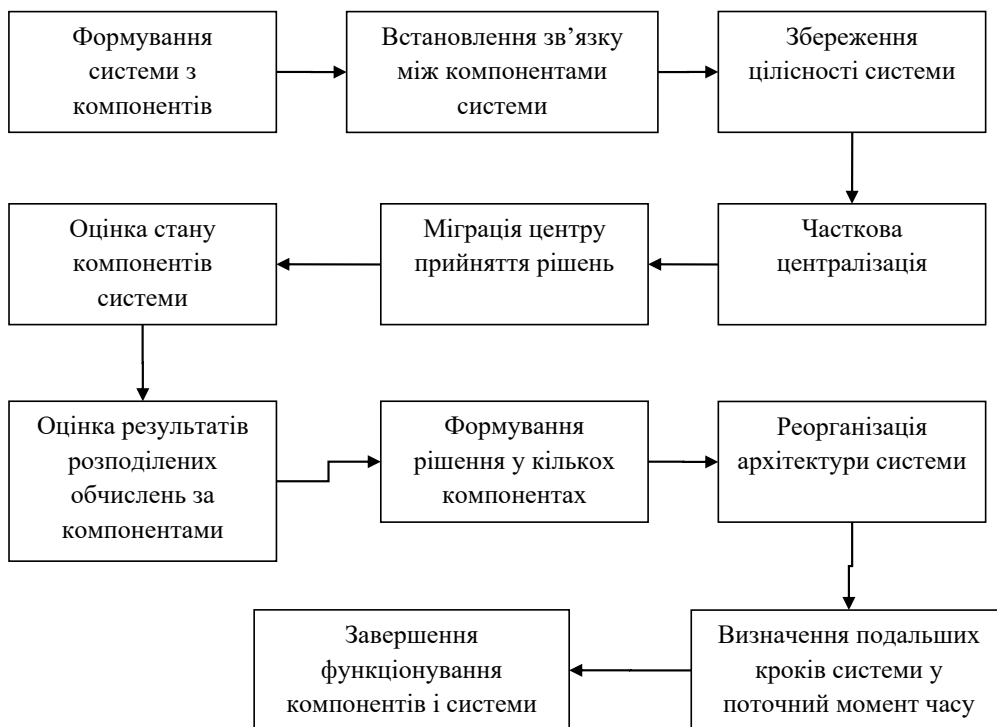 Формування
системи з
компонентів
Встановлення зв’язку
між компонентами
системи
Збереження
цілісності системи
Часткова
централізація
Міграція центру
прийняття рішень
Оцінка стану
компонентів
системи
Оцінка результатів
розподілених
обчислень за
компонентами
Формування
рішення у кількох
компонентах
Реорганізація
архітектури системи
Визначення подальших
кроків системи у
поточний момент часу
Завершення
функціонування
компонентів і системи